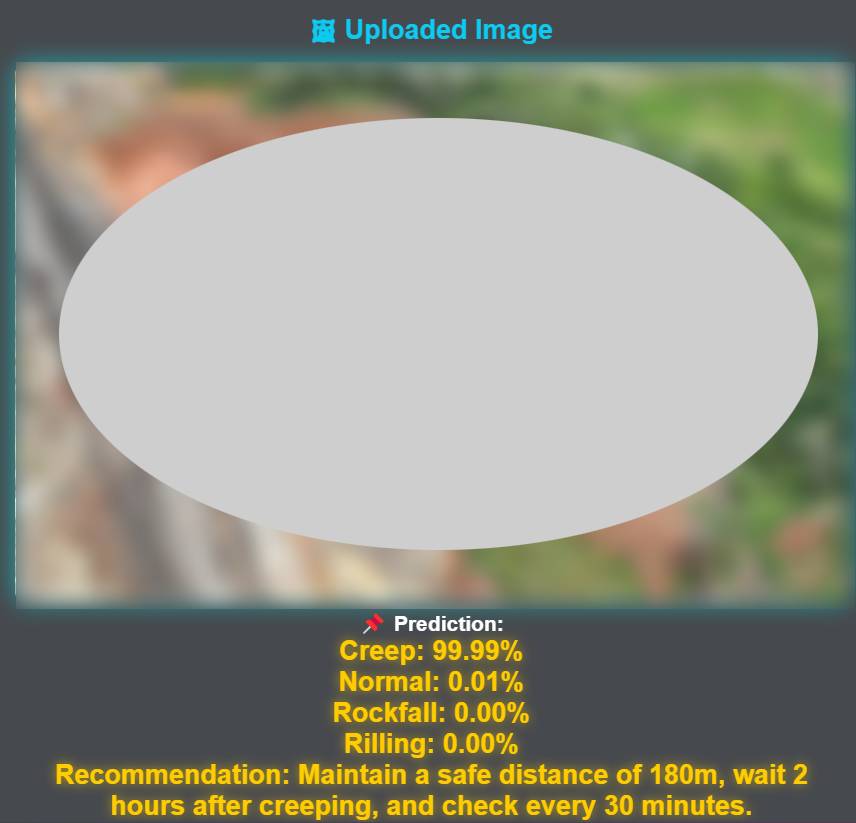 🖼 Uploaded Image
📌 Prediction:
Creep: 99.99%
Normal: 0.01%
Rockfall: 0.00%
Rilling: 0.00%
Recommendation: Maintain a safe distance of 180m, wait 2
hours after creeping, and check every 30 minutes.